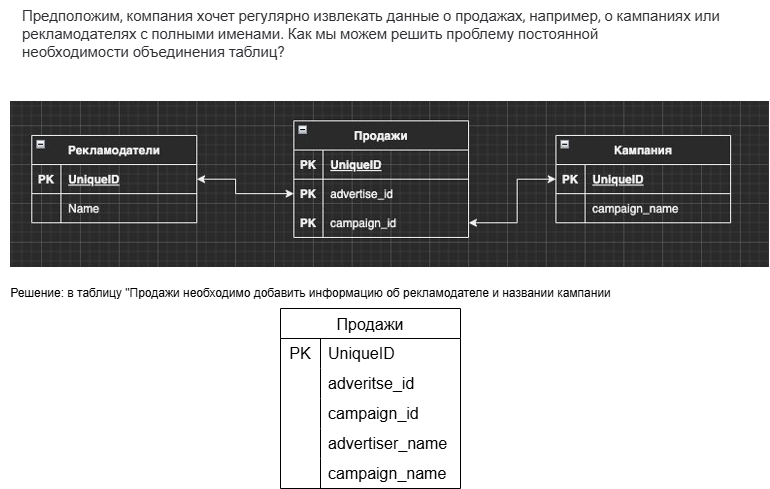 Предположим, компания хочет регулярно извлекать данные о продажах, например, о кампаниях или
рекламодателях с полными именами. Как мы можем решить проблему постоянной
необходимости объединения таблиц?
Рекламодатели
PK UniqueID
Name
Продажи
PK UniqueID
PK advertise_id
PK campaign_id
Кампания
PK UniqueID
campaign_name
Решение: в таблицу "Продажи необходимо добавить информацию об рекламодателе и названии кампании
Продажи
PK UniqueID
adveritse_id
campaign_id
advertiser_name
campaign_name